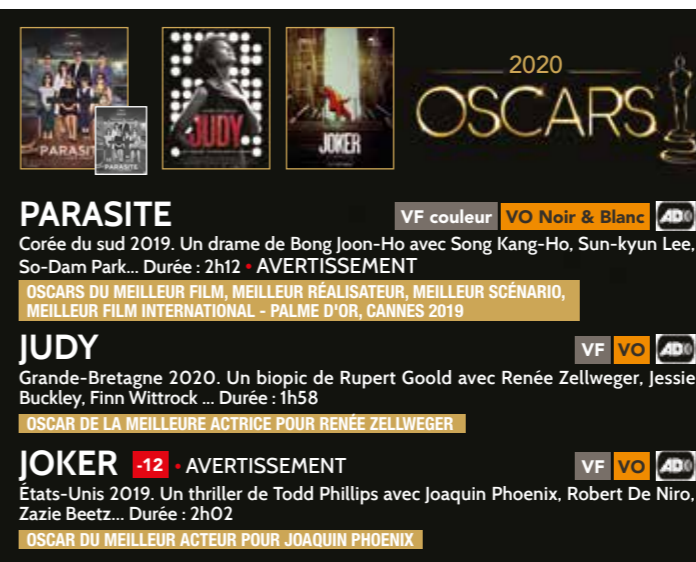 2020
OSCARS
PARASITE
PARASITE
JUDY
JOKER
PARASITE VF couleur VO Noir & Blanc AD
Corée du sud 2019. Un drame de Bong Joon-Ho avec Song Kang-Ho, Sun-kyun Lee,
So-Dam Park... Durée : 2h12 • AVERTISSEMENT
OSCARS DU MEILLEUR FILM, MEILLEUR RÉALISATEUR, MEILLEUR SCÉNARIO,
MEILLEUR FILM INTERNATIONAL - PALME D'OR, CANNES 2019
JUDY VF VO AD
Grande-Bretagne 2020. Un biopic de Rupert Goold avec Renée Zellweger, Jessie
Buckley, Finn Wittrock ... Durée : 1h58
OSCAR DE LA MEILLEURE ACTRICE POUR RENÉE ZELLWEGER
JOKER -12 • AVERTISSEMENT VF VO AD
États-Unis 2019. Un thriller de Todd Phillips avec Joaquin Phoenix, Robert De Niro,
Zazie Beetz... Durée : 2h02
OSCAR DU MEILLEUR ACTEUR POUR JOAQUIN PHOENIX